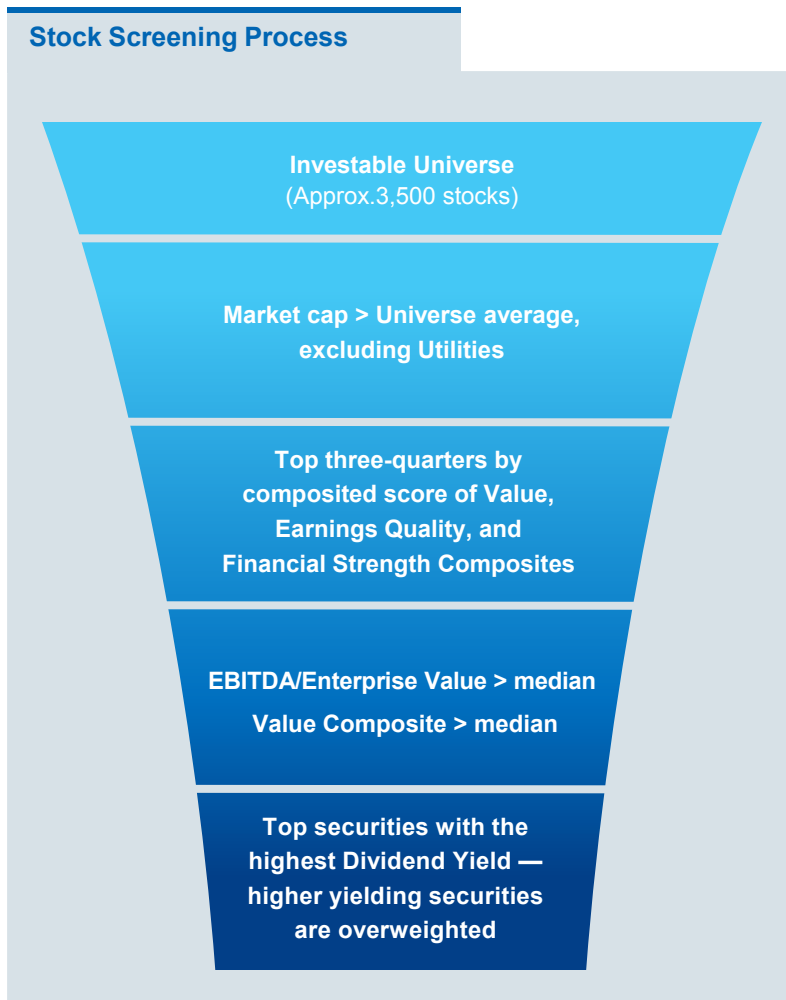 Stock Screening Process
Investable Universe
(Approx.3,500 stocks)
Market cap > Universe average,
excluding Utilities
Top three-quarters by
composited score of Value,
Earnings Quality, and
Financial Strength Composites
EBITDA/Enterprise Value > median
Value Composite > median
Top securities with the
highest Dividend Yield —
higher yielding securities
are overweighted